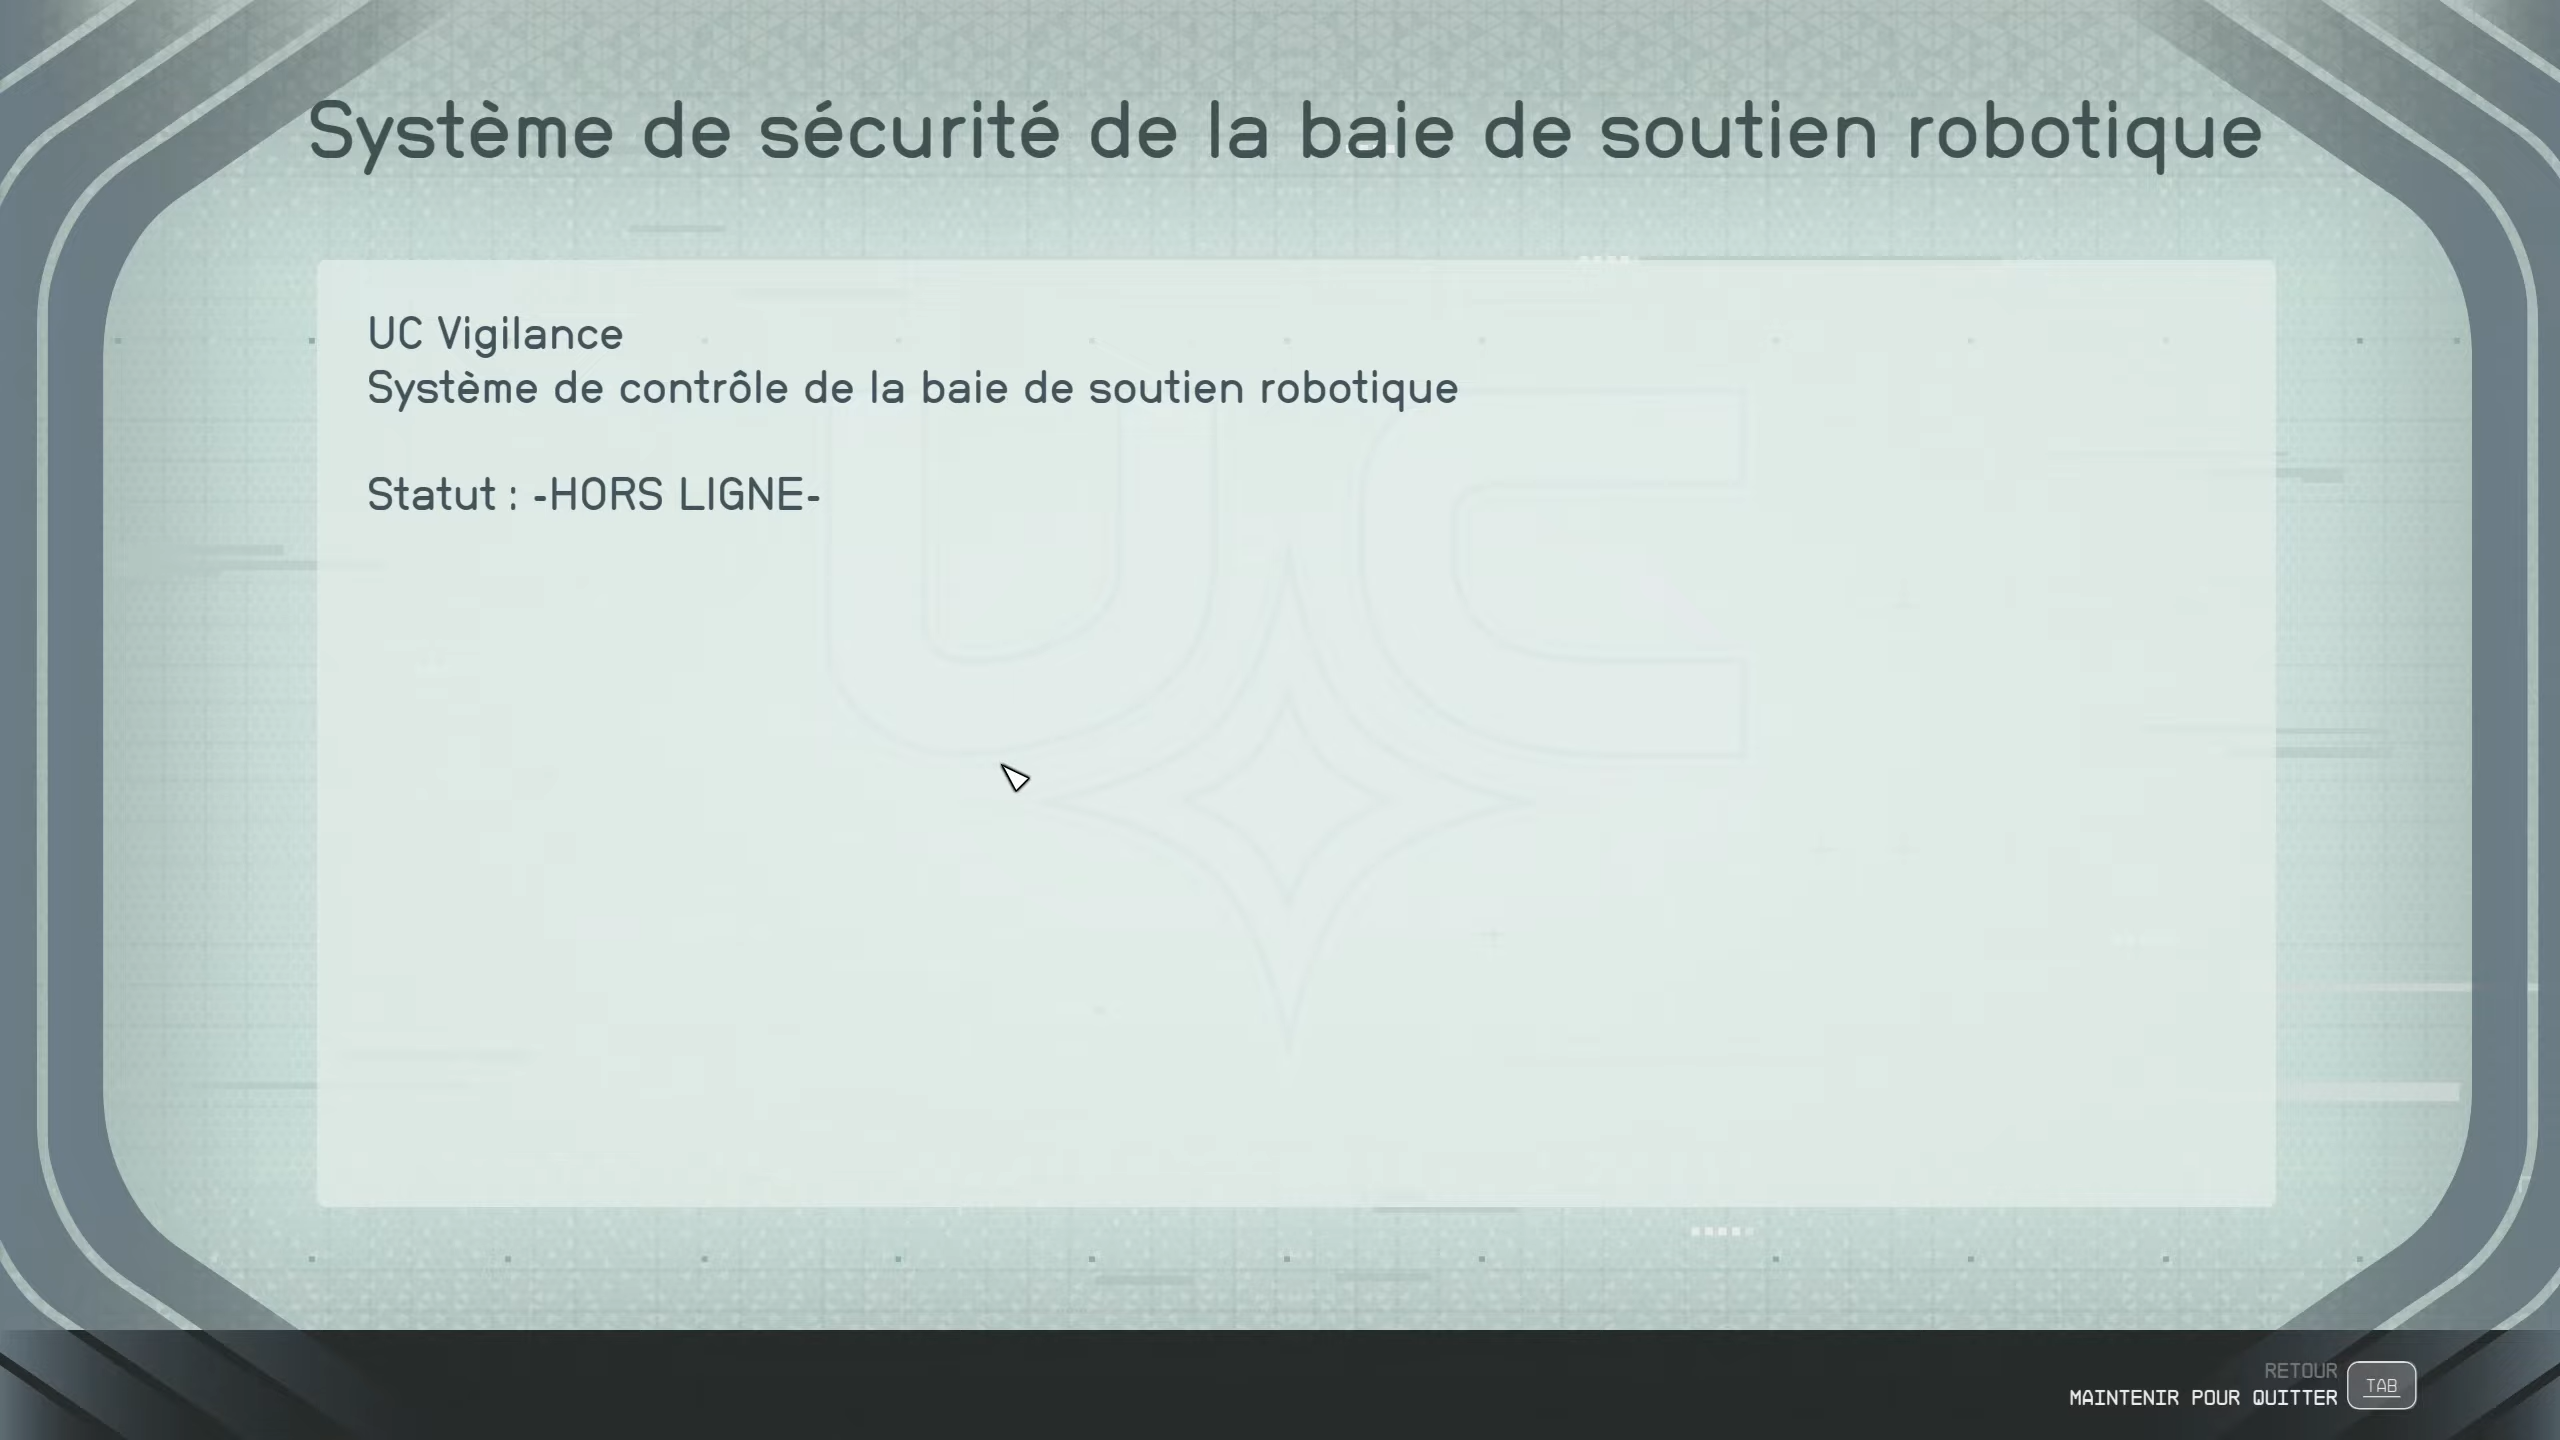 Système de sécurité de la baie de soutien robotique
UC Vigilance
Système de contrôle de la baie de soutien robotique
Statut : -HORS LIGNE-
UC
RETOUR
MAINTENIR POUR QUITTER
TAB